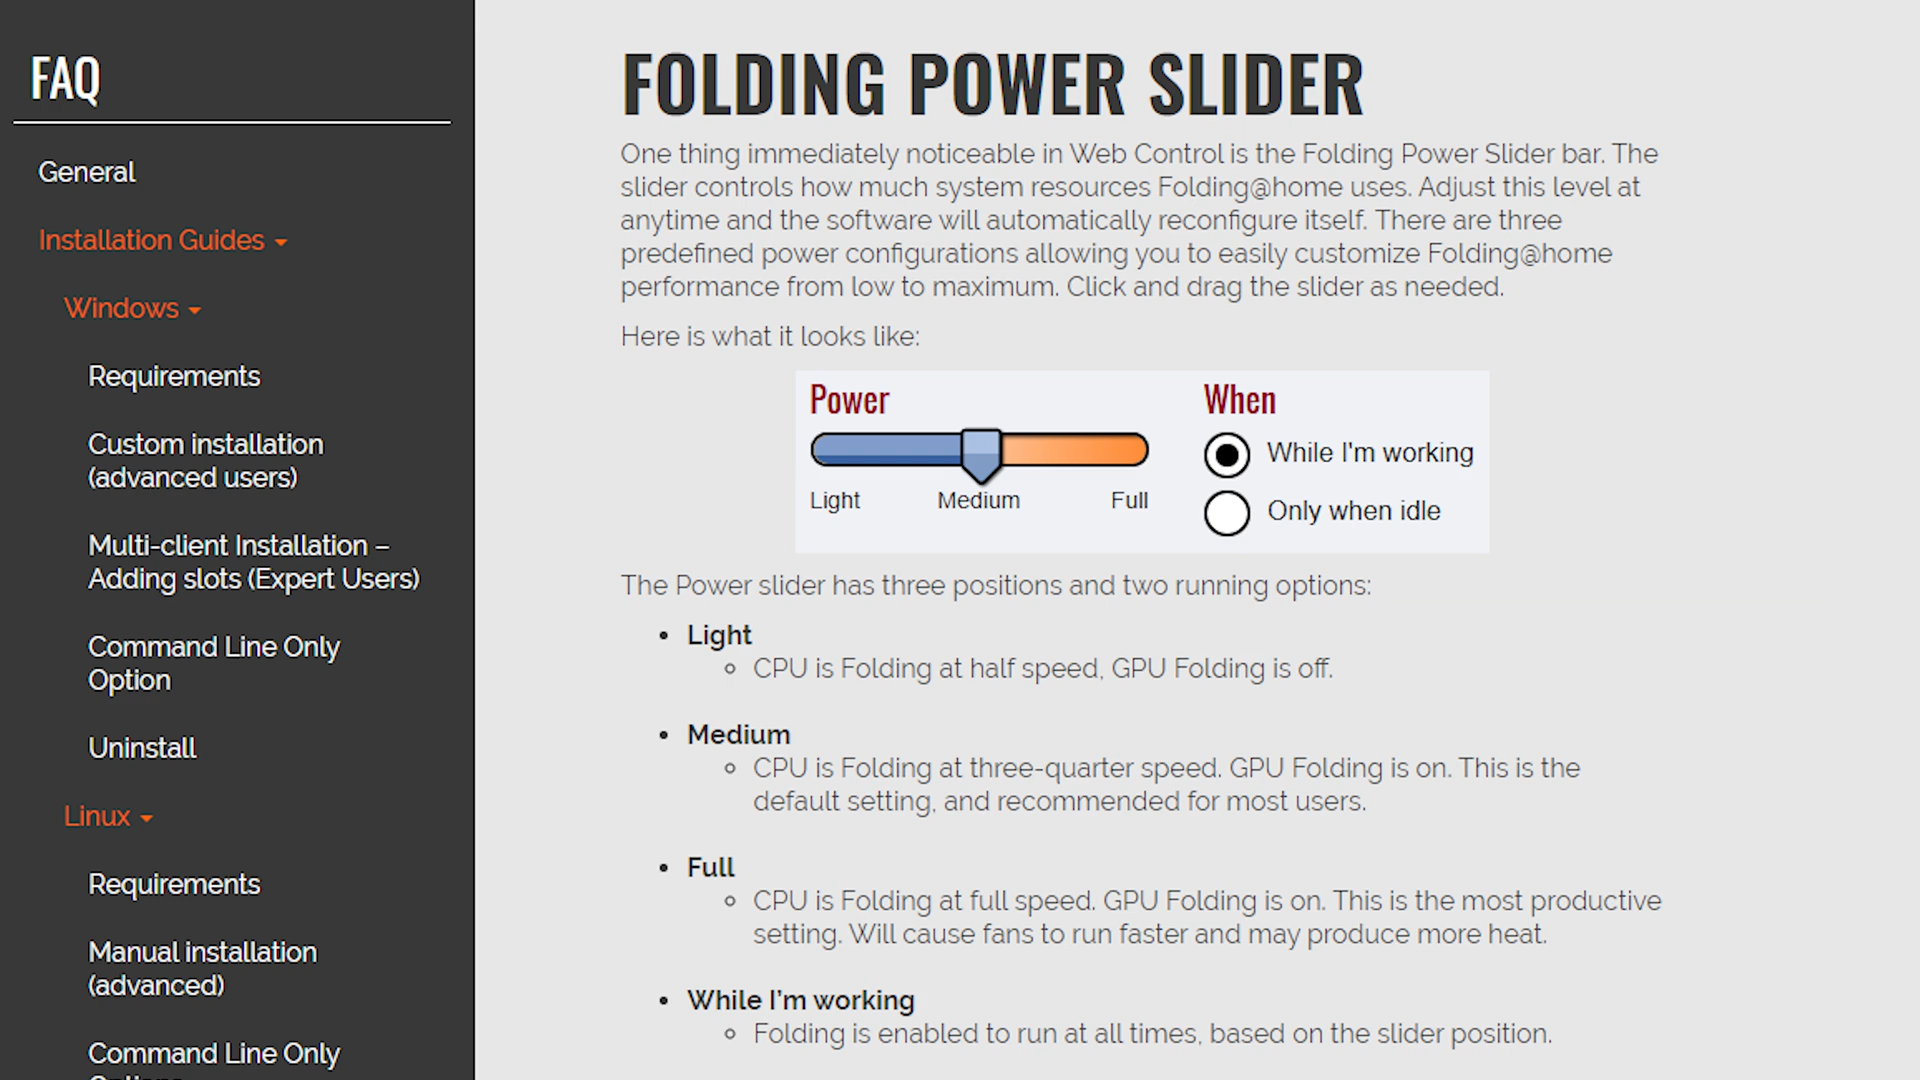 FAQ
General
Installation Guides
Windows
Requirements
Custom installation
(advanced users)
Multi-client Installation –
Adding slots (Expert Users)
Command Line Only
Option
Uninstall
Linux
Requirements
Manual installation
(advanced)
Command Line Only
FOLDING POWER SLIDER
One thing immediately noticeable in Web Control is the Folding Power Slider bar. The
slider controls how much system resources Folding@home uses. Adjust this level at
anytime and the software will automatically reconfigure itself. There are three
predefined power configurations allowing you to easily customize Folding@home
performance from low to maximum. Click and drag the slider as needed.
Here is what it looks like:
Power
Light Medium Full
When
While I'm working
Only when idle
The Power slider has three positions and two running options:
• Light
CPU is Folding at half speed, GPU Folding is off.
• Medium
CPU is Folding at three-quarter speed. GPU Folding is on. This is the
default setting, and recommended for most users.
• Full
CPU is Folding at full speed. GPU Folding is on. This is the most productive
setting. Will cause fans to run faster and may produce more heat.
• While I’m working
Folding is enabled to run at all times, based on the slider position.